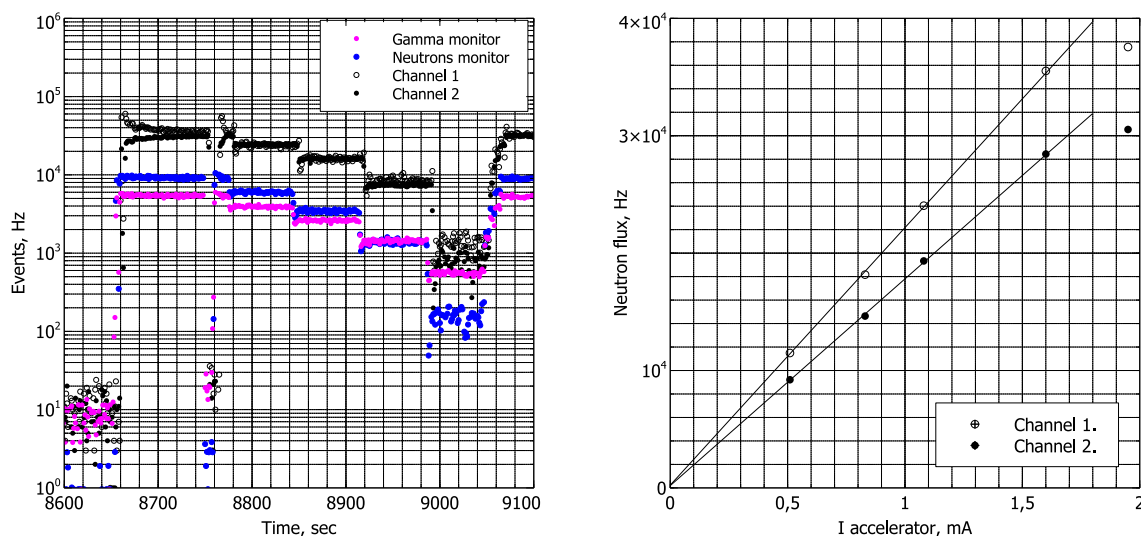 10^6
10^5
10^4
10^3
10^2
10^1
10^0
Events, Hz
Gamma monitor
Neutrons monitor
Channel 1
Channel 2
8600 8700 8800 8900 9000 9100
Time, sec
4×10^4
3×10^4
10^4
0
Neutron flux, Hz
Channel 1.
Channel 2.
0 0,5 1 1,5 2
I accelerator, mA